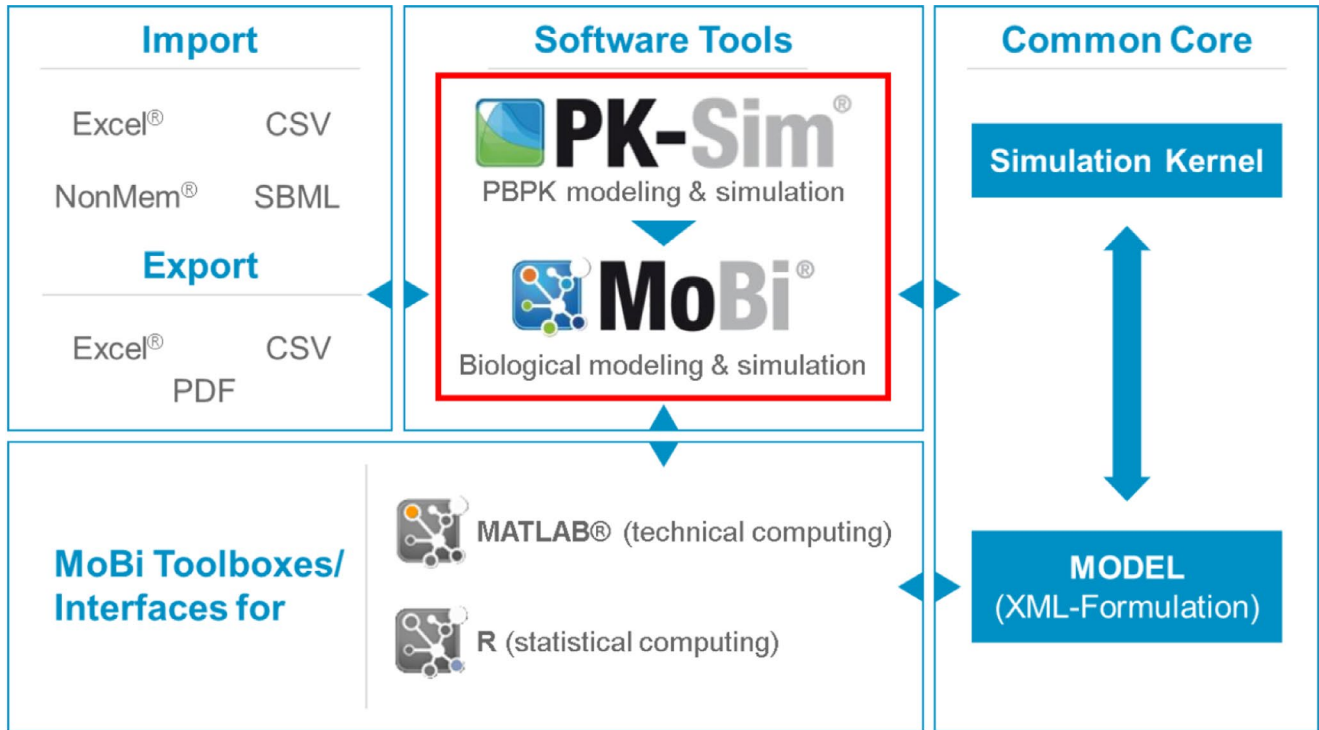 Import
Excel® CSV
NonMem® SBML
Export
Excel® CSV
PDF
Software Tools
PK-Sim®
PBPK modeling & simulation
MoBi®
Biological modeling & simulation
Common Core
Simulation Kernel
MODEL
(XML-Formulation)
MoBi Toolboxes/
Interfaces for
MATLAB® (technical computing)
R (statistical computing)